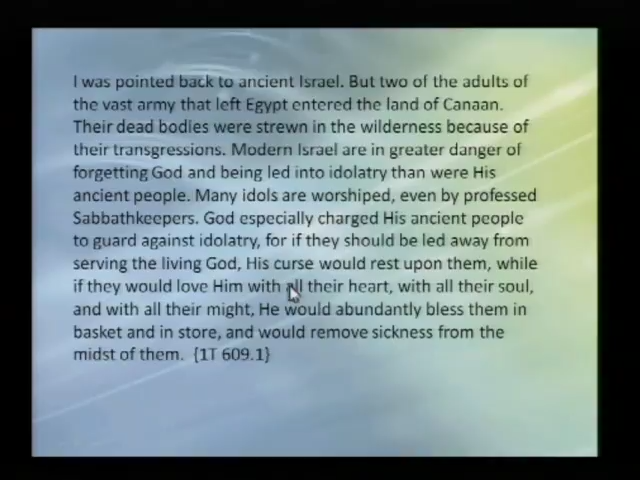 I was pointed back to ancient Israel. But two of the adults of
the vast army that left Egypt entered the land of Canaan.
Their dead bodies were strewn in the wilderness because of
their transgressions. Modern Israel are in greater danger of
forgetting God and being led into idolatry than were His
ancient people. Many idols are worshiped, even by professed
Sabbathkeepers. God especially charged His ancient people
to guard against idolatry, for if they should be led away from
serving the living God, His curse would rest upon them, while
if they would love Him with all their heart, with all their soul,
and with all their might, He would abundantly bless them in
basket and in store, and would remove sickness from the
midst of them. {1T 609.1}